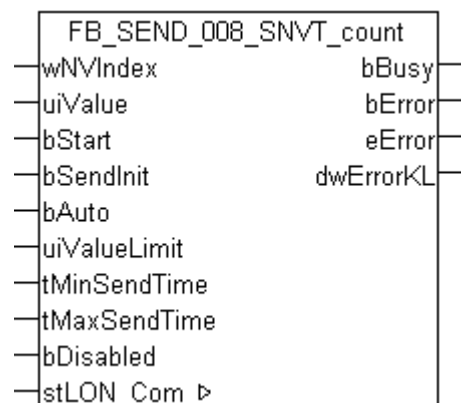 FB_SEND_008_SNVT_count
wNVIndex bBusy
uiValue bError
bStart eError
bSendInit dwErrorKL
bAuto
uiValueLimit
tMinSendTime
tMaxSendTime
bDisabled
stLON_Com ▷